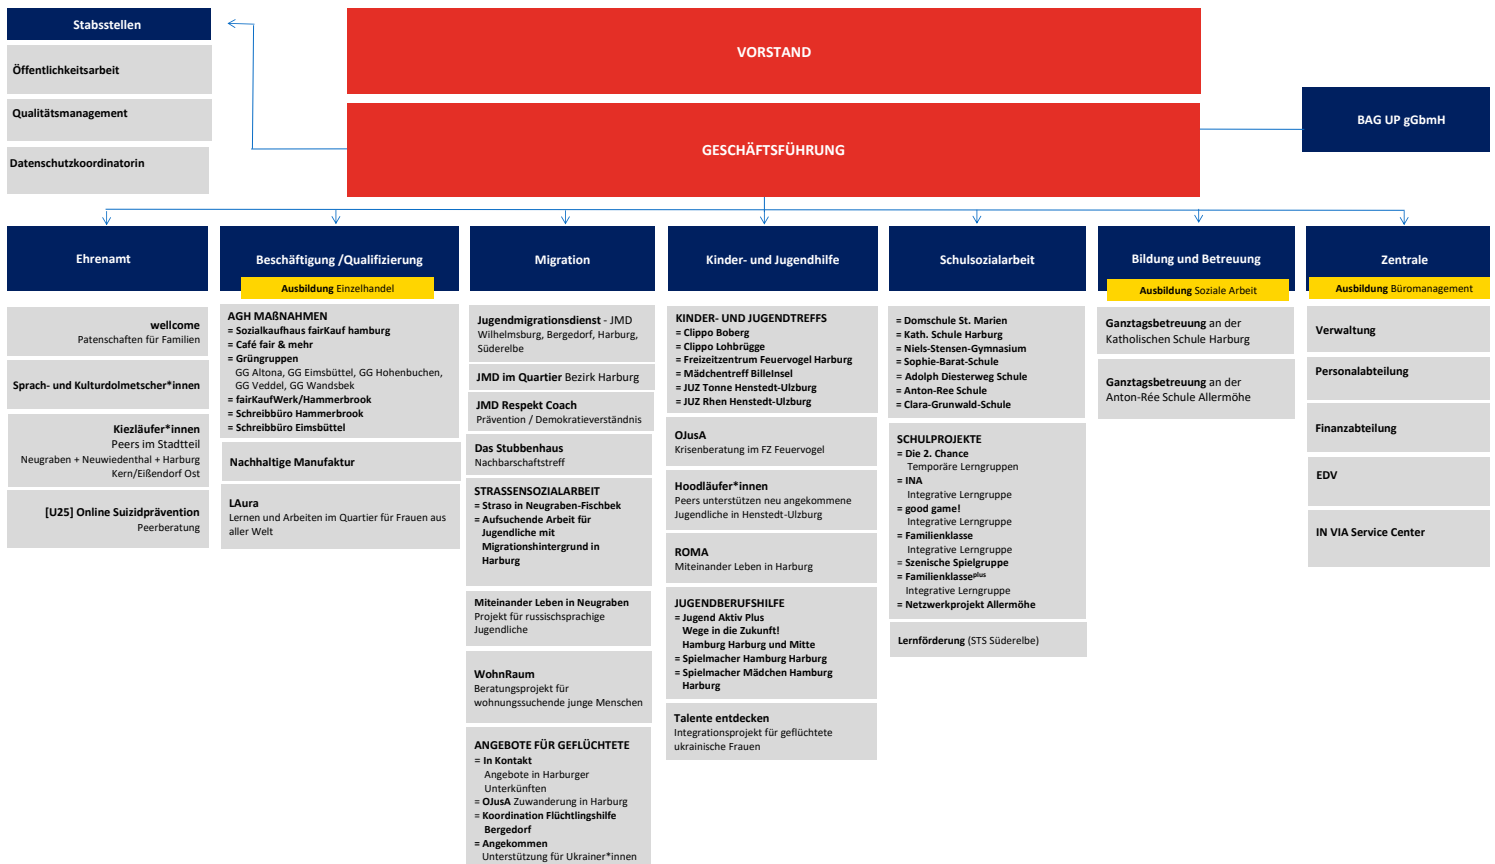 Stabsstellen
Öffentlichkeitsarbeit
Qualitätsmanagement
Datenschutzkoordinatorin
VORSTAND
GESCHÄFTSFÜHRUNG
BAG UP gGbmH
Ehrenamt
wellcome
Patenschaften für Familien
Sprach- und Kulturdolmetscher*innen
Kiezläufer*innen
Peers im Stadtteil
Neugraben + Neuwiedenthal + Harburg
Kern/Eißendorf Ost
[U25] Online Suizidprävention
Peerberatung
Beschäftigung /Qualifizierung
Ausbildung Einzelhandel
AGH MAßNAHMEN
= Sozialkaufhaus fairKauf hamburg
= Café fair & mehr
= Grüngruppen
GG Altona, GG Eimsbüttel, GG Hohenbuchen,
GG Veddel, GG Wandsbek
= fairKaufWerk/Hammerbrook
= Schreibbüro Hammerbrook
= Schreibbüro Eimsbüttel
Nachhaltige Manufaktur
LAura
Lernen und Arbeiten im Quartier für Frauen aus
aller Welt
Migration
Jugendmigrationsdienst - JMD
Wilhelmsburg, Bergedorf, Harburg,
Süderelbe
JMD im Quartier Bezirk Harburg
JMD Respekt Coach
Prävention / Demokratieverständnis
Das Stubbenhaus
Nachbarschaftstreff
STRASSENSOZIALARBEIT
= Straso in Neugraben-Fischbek
= Aufsuchende Arbeit für
Jugendliche mit
Migrationshintergrund in
Harburg
Miteinander Leben in Neugraben
Projekt für russischsprachige
Jugendliche
WohnRaum
Beratungsprojekt für
wohnungssuchende junge Menschen
ANGEBOTE FÜR GEFLÜCHTETE
= In Kontakt
Angebote in Harburger
Unterkünften
= OJusA Zuwanderung in Harburg
= Koordination Flüchtlingshilfe
Bergedorf
= Angekommen
Unterstützung für Ukrainer*innen
Kinder- und Jugendhilfe
KINDER- UND JUGENDTREFFS
= Clippo Boberg
= Clippo Lohbrügge
= Freizeitzentrum Feuervogel Harburg
= Mädchentreff BilleInsel
= JUZ Tonne Henstedt-Ulzburg
= JUZ Rhen Henstedt-Ulzburg
OJusA
Krisenberatung im FZ Feuervogel
Hoodläufer*innen
Peers unterstützen neu angekommene
Jugendliche in Henstedt-Ulzburg
ROMA
Miteinander Leben in Harburg
JUGENDBERUFSHILFE
= Jugend Aktiv Plus
Wege in die Zukunft!
Hamburg Harburg und Mitte
= Spielmacher Hamburg Harburg
= Spielmacher Mädchen Hamburg
Harburg
Talente entdecken
Integrationsprojekt für geflüchtete
ukrainische Frauen
Schulsozialarbeit
= Domschule St. Marien
= Kath. Schule Harburg
= Niels-Stensen-Gymnasium
= Sophie-Barat-Schule
= Adolph Diesterweg Schule
= Anton-Ree Schule
= Clara-Grunwald-Schule
SCHULPROJEKTE
= Die 2. Chance
Temporäre Lerngruppen
= INA
Integrative Lerngruppe
= good game!
Integrative Lerngruppe
= Familienklasse
Integrative Lerngruppe
= Szenische Spielgruppe
= Familienklasseplus
Integrative Lerngruppe
= Netzwerkprojekt Allermöhe
Lernförderung (STS Süderelbe)
Bildung und Betreuung
Ausbildung Soziale Arbeit
Ganztagsbetreuung an der
Katholischen Schule Harburg
Ganztagsbetreuung an der
Anton-Rée Schule Allermöhe
Zentrale
Ausbildung Büromanagement
Verwaltung
Personalabteilung
Finanzabteilung
EDV
IN VIA Service Center